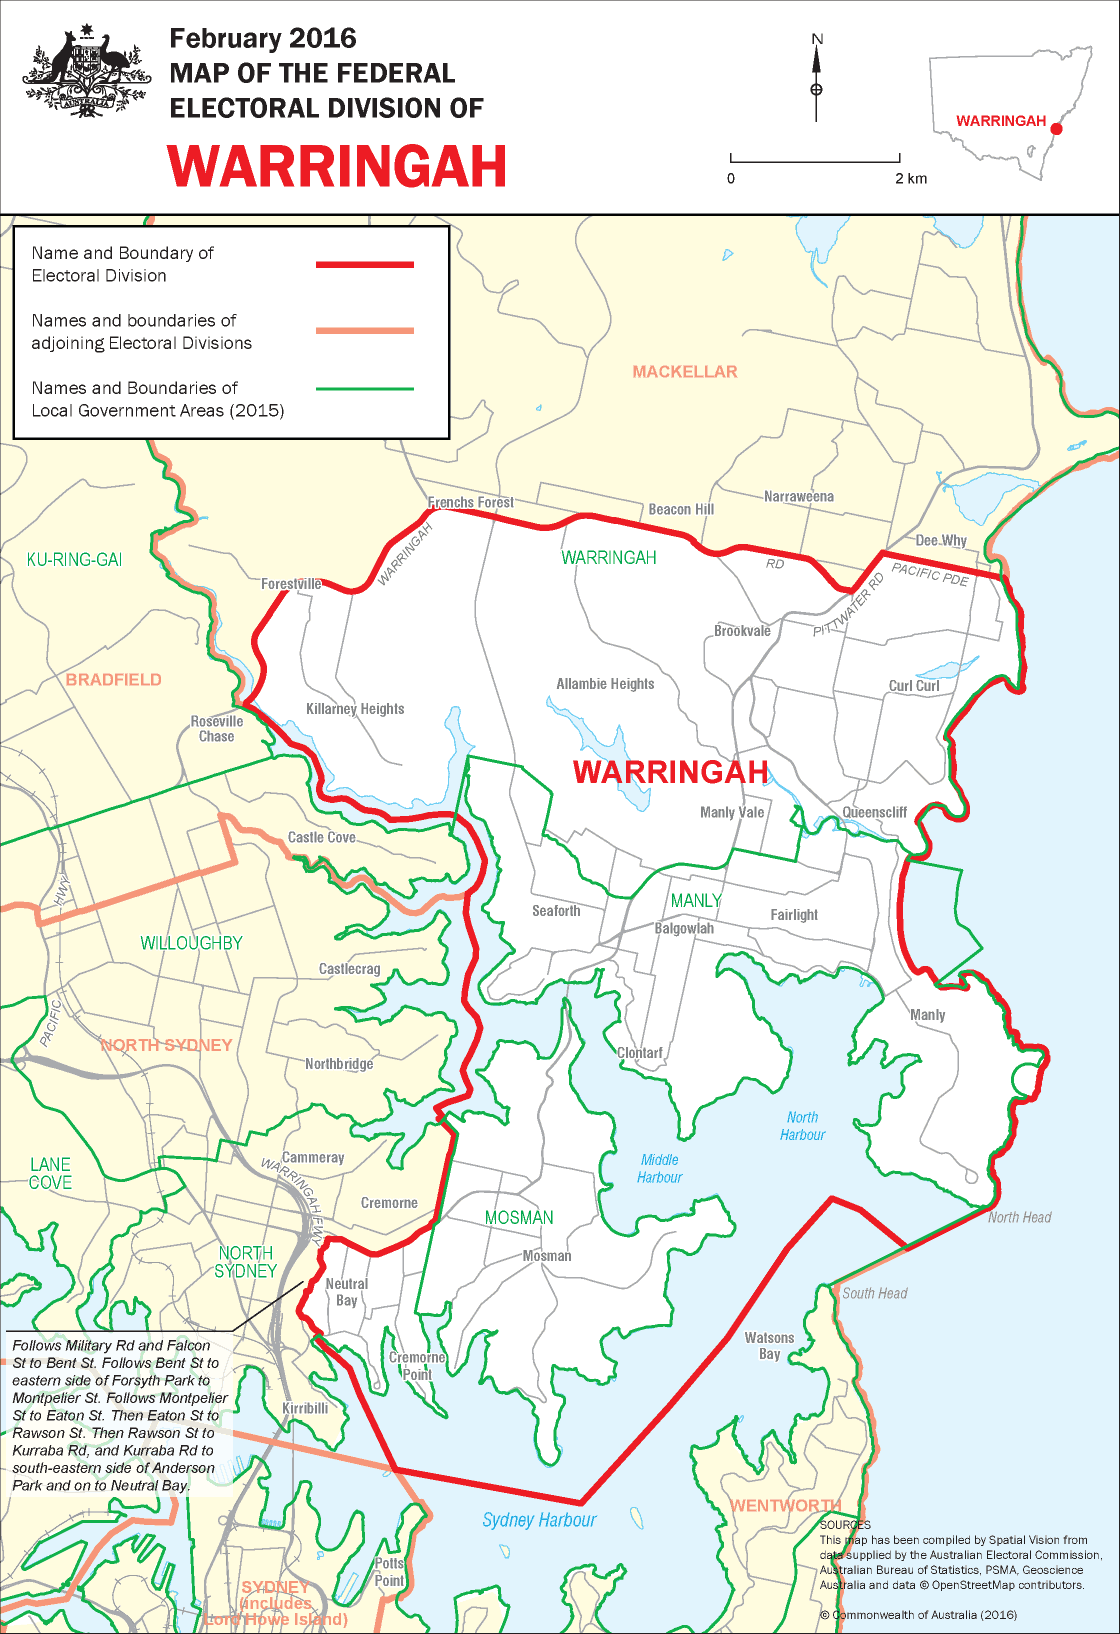 February 2016
MAP OF THE FEDERAL
ELECTORAL DIVISION OF
WARRINGAH
AUSTRALIA
N
0
2 km
WARRINGAH
Name and Boundary of
Electoral Division
Names and boundaries of
adjoining Electoral Divisions
Names and Boundaries of
Local Government Areas (2015)
MACKELLAR
Frenchs Forest
Beacon Hill
Narraweena
Dee Why
KU-RING-GAI
WARRINGAH
WARRINGAH
RD
PACIFIC PDE
Forestville
PITTWATER RD
Brookvale
BRADFIELD
Allambie Heights
Curl Curl
Killarney Heights
Roseville
Chase
WARRINGAH
Manly Vale
Queenscliff
Castle Cove
HWY
MANLY
Seaforth
Fairlight
Balgowlah
WILLOUGHBY
Castlecrag
PACIFIC
Manly
NORTH SYDNEY
Clontarf
Northbridge
North
Harbour
Cammeray
Middle
Harbour
LANE
COVE
WARRINGAH FWY
Cremorne
MOSMAN
North Head
NORTH
SYDNEY
Mosman
Neutral
Bay
South Head
Watsons
Bay
Cremorne
Point
Follows Military Rd and Falcon
St to Bent St. Follows Bent St to
eastern side of Forsyth Park to
Montpelier St. Follows Montpelier
St to Eaton St. Then Eaton St to
Rawson St. Then Rawson St to
Kurraba Rd, and Kurraba Rd to
south-eastern side of Anderson
Park and on to Neutral Bay.
Kirribilli
WENTWORTH
Sydney Harbour
Potts
Point
SYDNEY
(includes
Lord Howe Island)
SOURCES
This map has been compiled by Spatial Vision from
data supplied by the Australian Electoral Commission,
Australian Bureau of Statistics, PSMA, Geoscience
Australia and data © OpenStreetMap contributors.
© Commonwealth of Australia (2016)